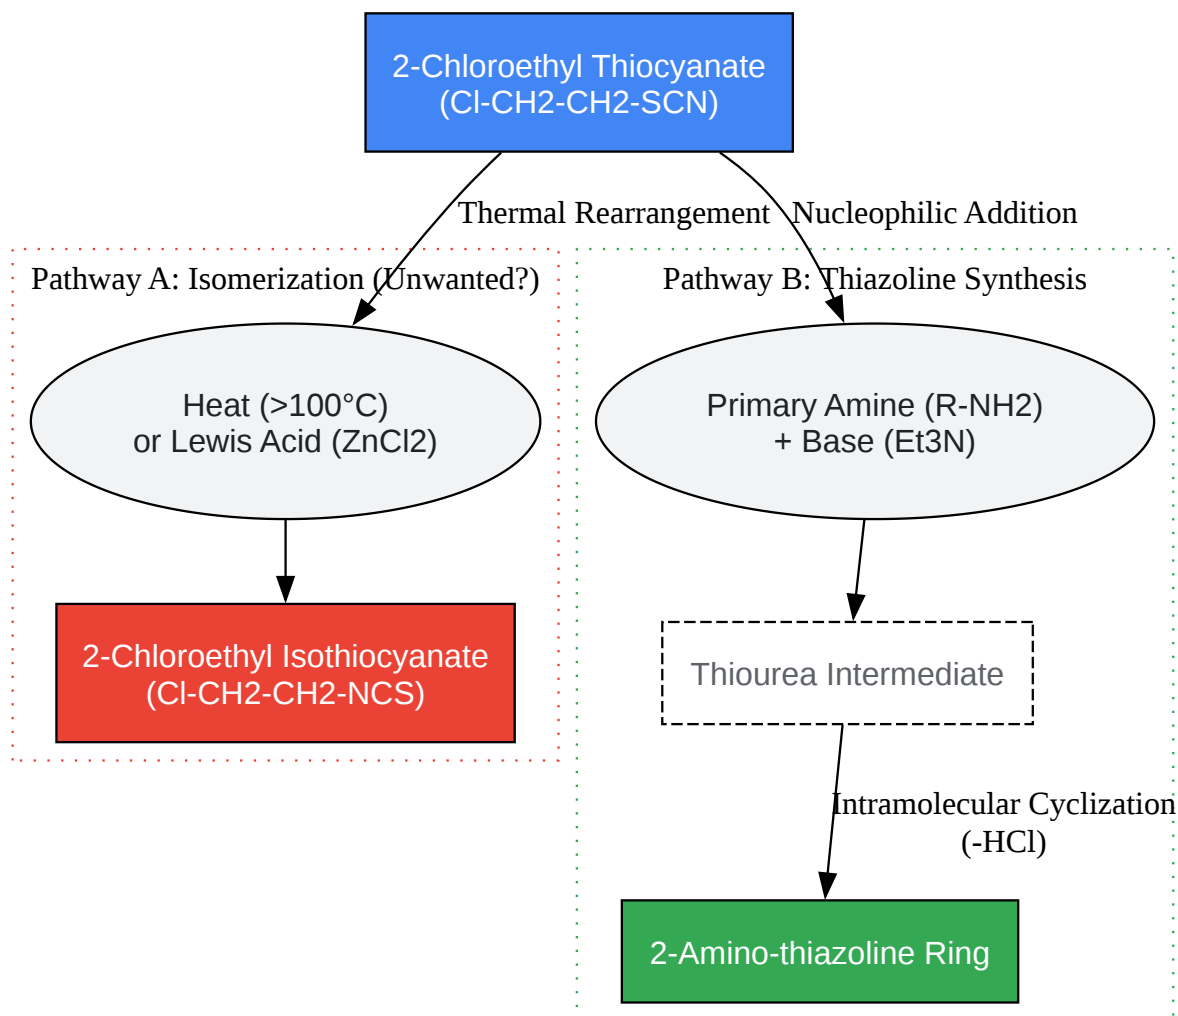 2-Chloroethyl Thiocyanate
(Cl-CH2-CH2-SCN)
Thermal Rearrangement
Nucleophilic Addition
Pathway A: Isomerization (Unwanted?)
Pathway B: Thiazoline Synthesis
Heat (>100°C)
or Lewis Acid (ZnCl2)
Primary Amine (R-NH2)
+ Base (Et3N)
2-Chloroethyl Isothiocyanate
(Cl-CH2-CH2-NCS)
Thiourea Intermediate
Intramolecular Cyclization
(-HCl)
2-Amino-thiazoline Ring